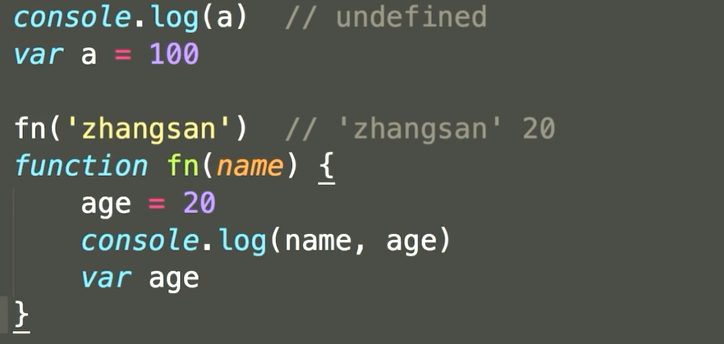 console.log(a)  // undefined
var a = 100
fn('zhangsan')  // 'zhangsan' 20
function fn(name) {
    age = 20
    console.log(name, age)
    var age
}